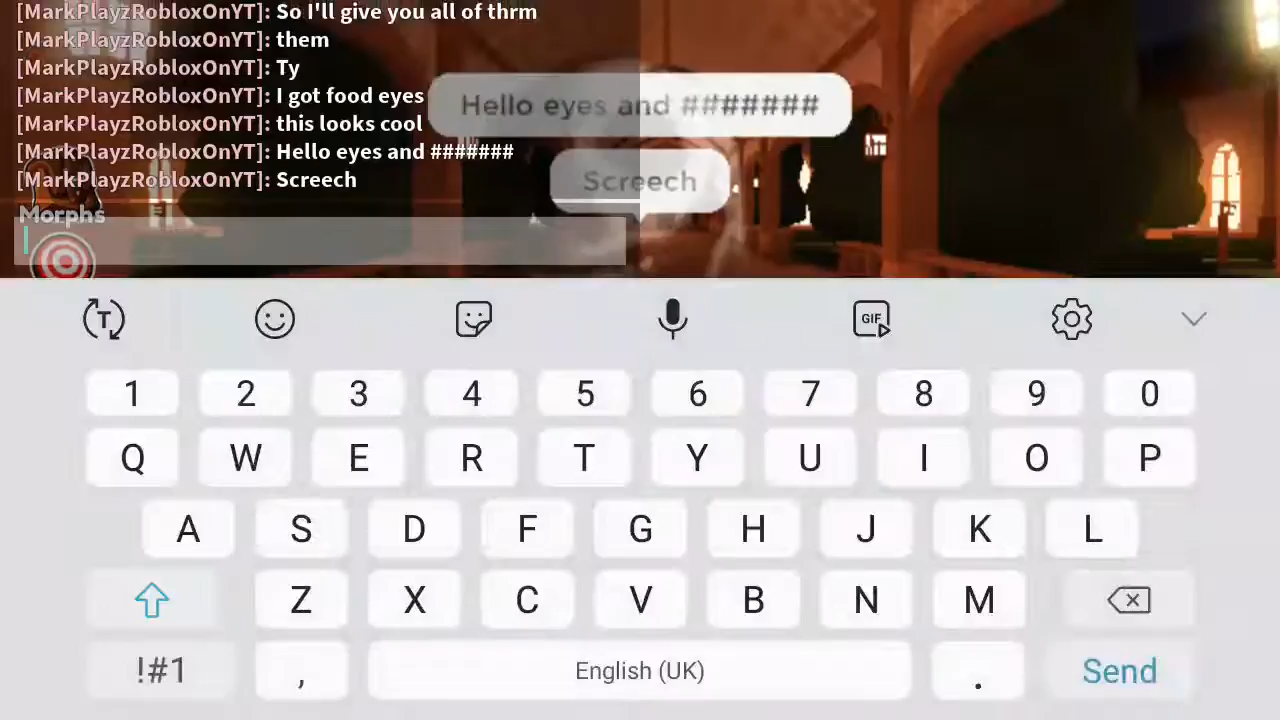 [MarkPlayzRobloxOnYT]: So I'll give you all of thrm
[MarkPlayzRobloxOnYT]: them
[MarkPlayzRobloxOnYT]: Ty
[MarkPlayzRobloxOnYT]: I got food eyes
[MarkPlayzRobloxOnYT]: this looks cool
[MarkPlayzRobloxOnYT]: Hello eyes and #######
[MarkPlayzRobloxOnYT]: Screech
Hello eyes and #######
Screech
Morphs
T GIF
1 2 3 4 5 6 7 8 9 0
Q W E R T Y U I O P
A S D F G H J K L
Z X C V B N M
!#1 , English (UK) . Send